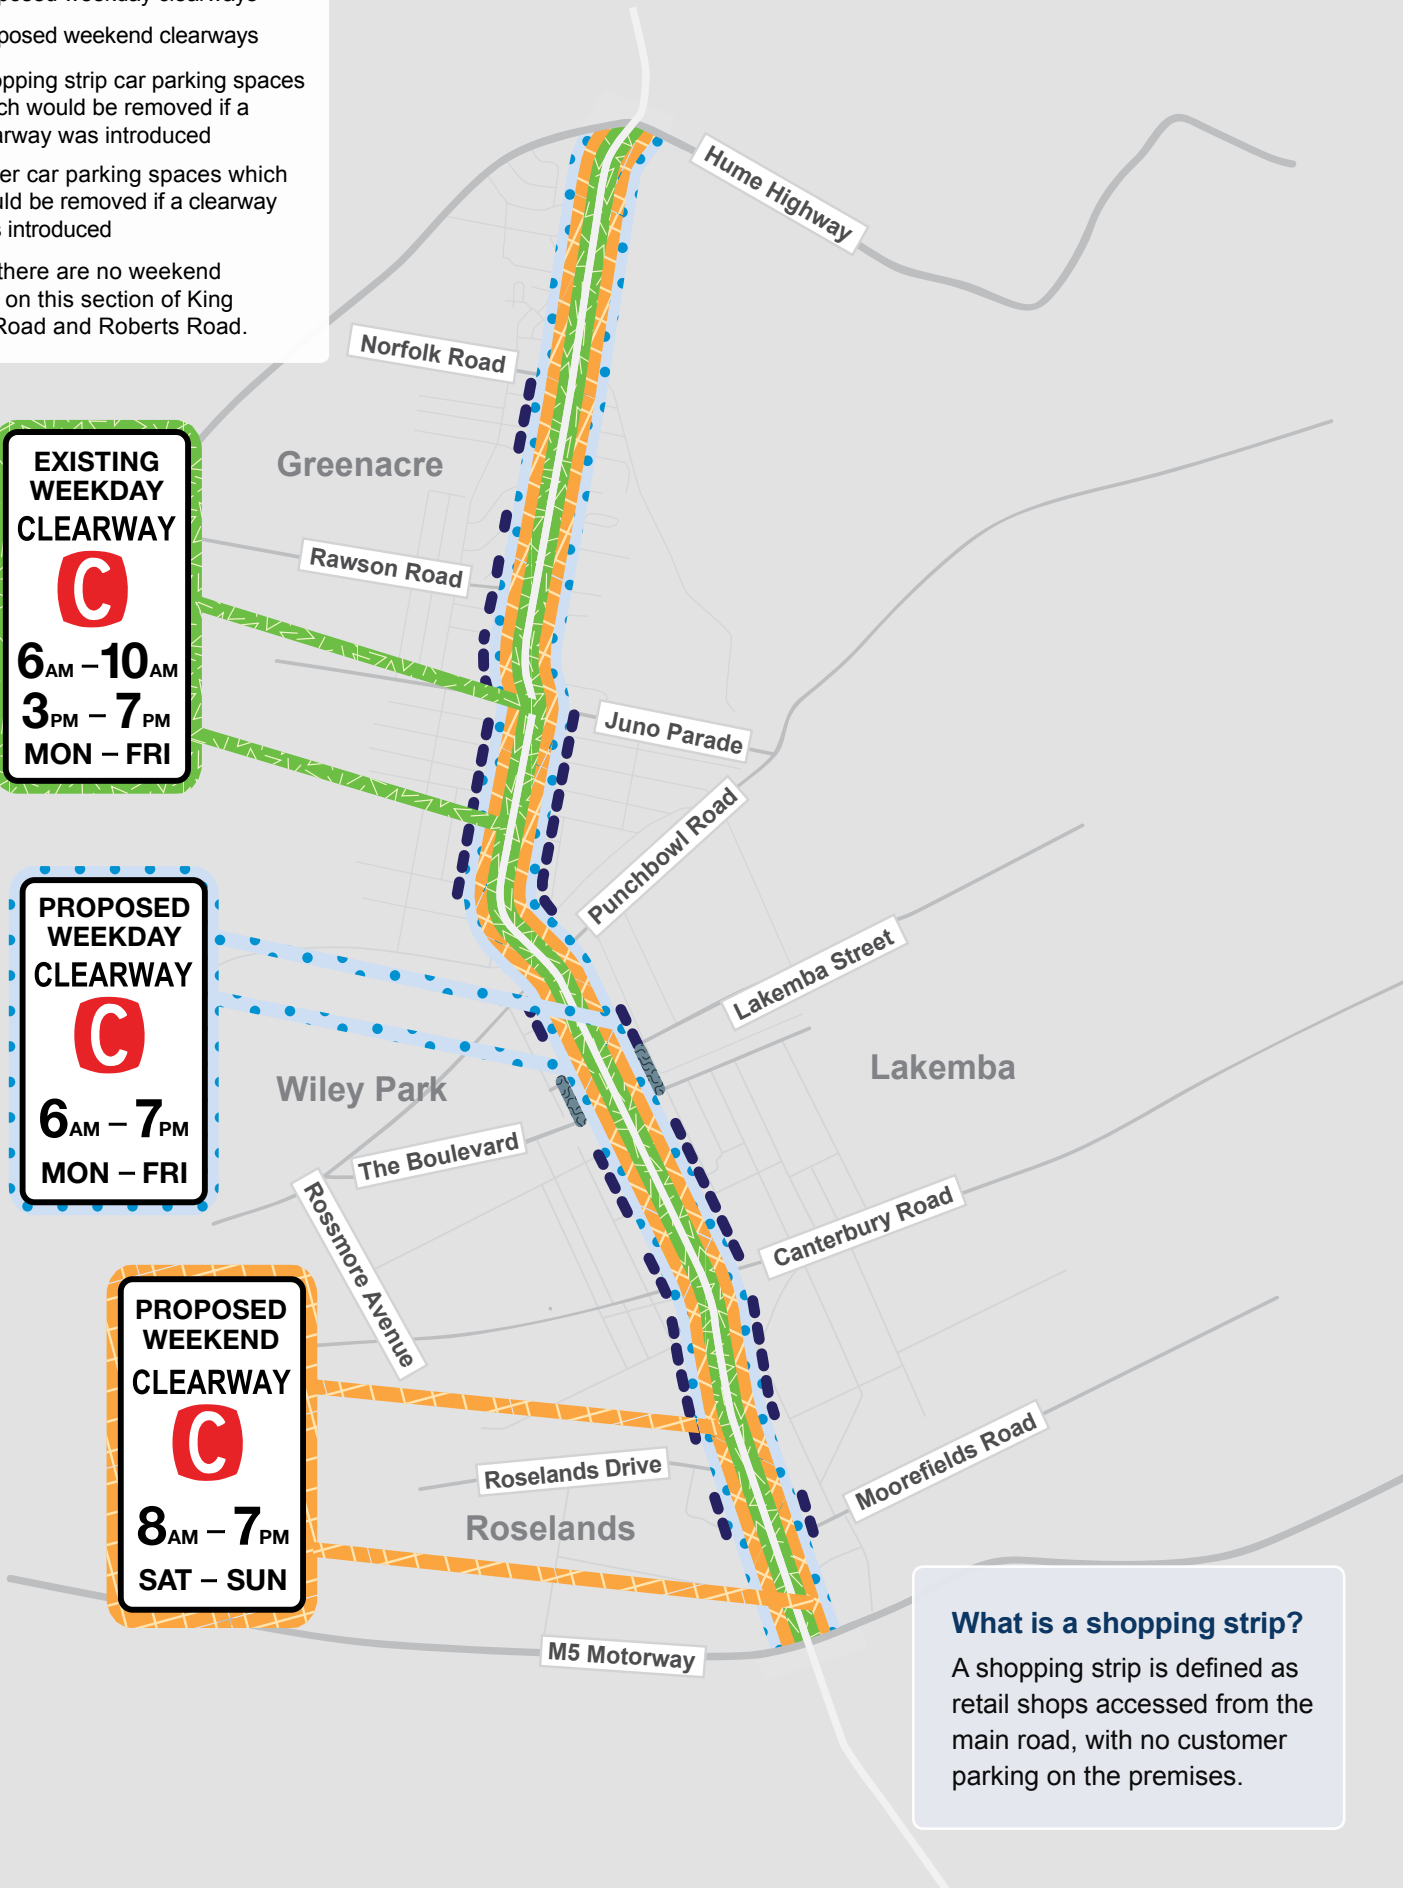 posed weekend clearways
opping strip car parking spaces
ch would be removed if a
arway was introduced
er car parking spaces which
uld be removed if a clearway
s introduced
there are no weekend
on this section of King
Road and Roberts Road.
Hume Highway
Norfolk Road
Greenacre
Rawson Road
EXISTING
WEEKDAY
CLEARWAY
C
6AM – 10AM
3PM – 7PM
MON – FRI
Juno Parade
Punchbowl Road
PROPOSED
WEEKDAY
CLEARWAY
C
6AM – 7PM
MON – FRI
Lakemba Street
Lakemba
Wiley Park
The Boulevard
Rossmore Avenue
Canterbury Road
PROPOSED
WEEKEND
CLEARWAY
C
8AM – 7PM
SAT – SUN
Roselands Drive
Moorefields Road
Roselands
M5 Motorway
What is a shopping strip?
A shopping strip is defined as
retail shops accessed from the
main road, with no customer
parking on the premises.